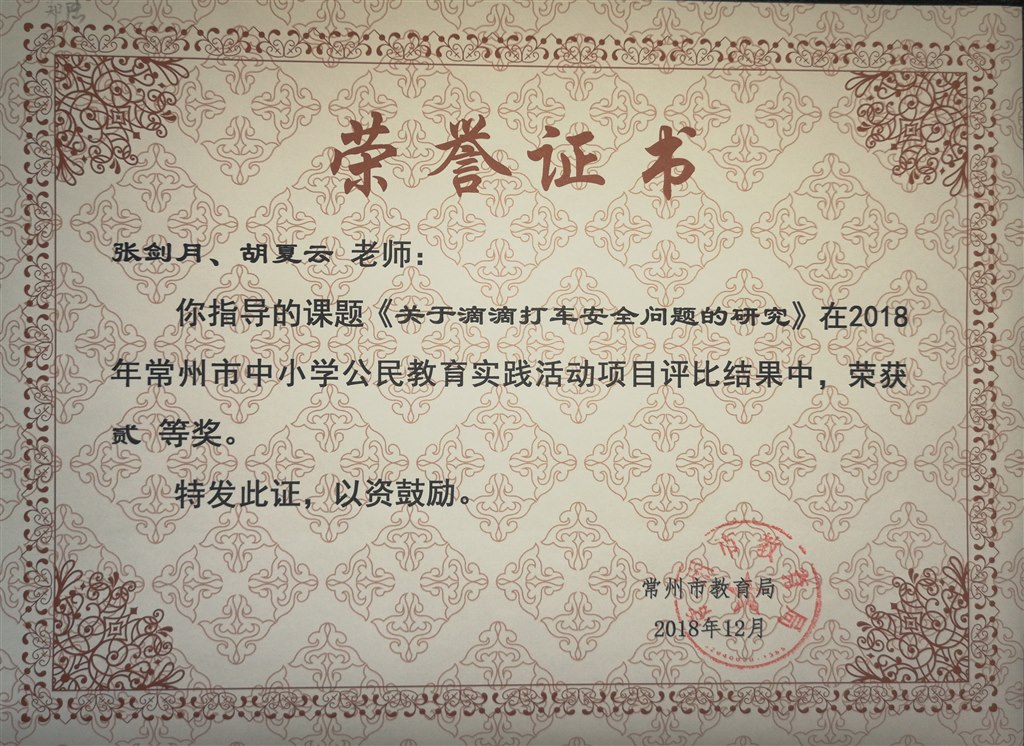 荣誉证书
张剑月、胡夏云 老师：
你指导的课题《关于滴滴打车安全问题的研究》在2018
年常州市中小学公民教育实践活动项目评比结果中，荣获
贰 等奖。
特发此证，以资鼓励。
常州市教育局
2018年12月
市教育局